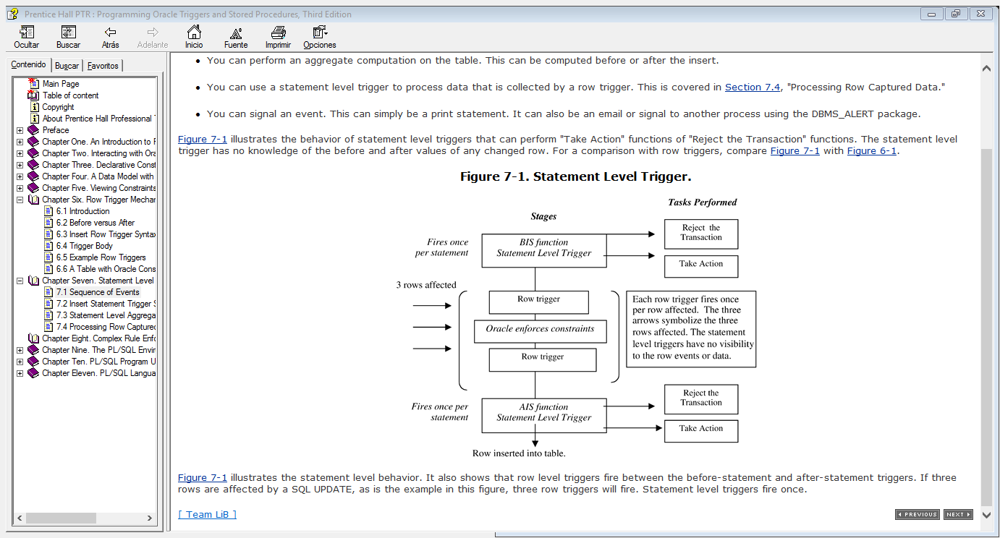 Prentice Hall PTR : Programming Oracle Triggers and Stored Procedures, Third Edition
Ocultar Buscar Atrás Adelante Inicio Fuente Imprimir Opciones
Contenido Buscar Favoritos
Main Page
Table of content
Copyright
About Prentice Hall Professional
Preface
Chapter One. An Introduction to
Chapter Two. Interacting with Ora
Chapter Three. Declarative Const
Chapter Four. A Data Model with
Chapter Five. Viewing Constraints
Chapter Six. Row Trigger Mechar
6.1 Introduction
6.2 Before versus After
6.3 Insert Row Trigger Syntax
6.4 Trigger Body
6.5 Example Row Triggers
6.6 A Table with Oracle Cons
Chapter Seven. Statement Level
7.1 Sequence of Events
7.2 Insert Statement Trigger S
7.3 Statement Level Aggrega
7.4 Processing Row Captured
Chapter Eight. Complex Rule Enfo
Chapter Nine. The PL/SQL Envir
Chapter Ten. PL/SQL Program U
Chapter Eleven. PL/SQL Langua
• You can perform an aggregate computation on the table. This can be computed before or after the insert.
• You can use a statement level trigger to process data that is collected by a row trigger. This is covered in Section 7.4, "Processing Row Captured Data."
• You can signal an event. This can simply be a print statement. It can also be an email or signal to another process using the DBMS_ALERT package.
Figure 7-1 illustrates the behavior of statement level triggers that can perform "Take Action" functions of "Reject the Transaction" functions. The statement level
trigger has no knowledge of the before and after values of any changed row. For a comparison with row triggers, compare Figure 7-1 with Figure 6-1.
Figure 7-1. Statement Level Trigger.
Tasks Performed
Stages
Fires once
per statement
BIS function
Statement Level Trigger
Reject the
Transaction
Take Action
3 rows affected
Row trigger
Oracle enforces constraints
Row trigger
Each row trigger fires once
per row affected. The three
arrows symbolize the three
rows affected. The statement
level triggers have no visibility
to the row events or data.
Fires once per
statement
AIS function
Statement Level Trigger
Reject the
Transaction
Take Action
Row inserted into table.
Figure 7-1 illustrates the statement level behavior. It also shows that row level triggers fire between the before-statement and after-statement triggers. If three
rows are affected by a SQL UPDATE, as is the example in this figure, three row triggers will fire. Statement level triggers fire once.
[ Team LiB ]
PREVIOUS NEXT